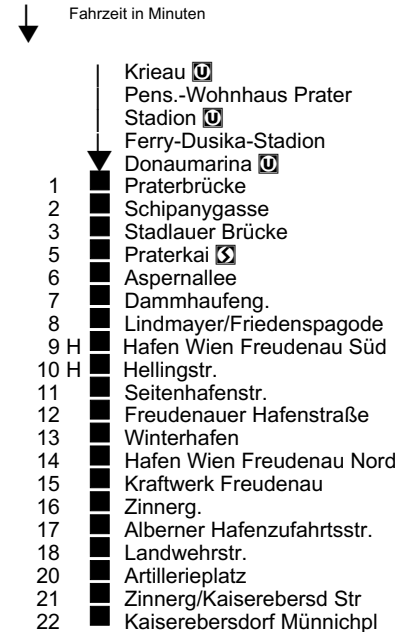 Fahrzeit in Minuten
Krieau U
Pens.-Wohnhaus Prater
Stadion U
Ferry-Dusika-Stadion
Donaumarina U
1 Praterbrücke
2 Schipanygasse
3 Stadlauer Brücke
5 Praterkai S
6 Aspernallee
7 Dammhaufeng.
8 Lindmayer/Friedenspagode
9 H Hafen Wien Freudenau Süd
10 H Hellingstr.
11 Seitenhafenstr.
12 Freudenauer Hafenstraße
13 Winterhafen
14 Hafen Wien Freudenau Nord
15 Kraftwerk Freudenau
16 Zinnerg.
17 Alberner Hafenzufahrtsstr.
18 Landwehrstr.
20 Artillerieplatz
21 Zinnerg/Kaiserebersd Str
22 Kaiserebersdorf Münnichpl